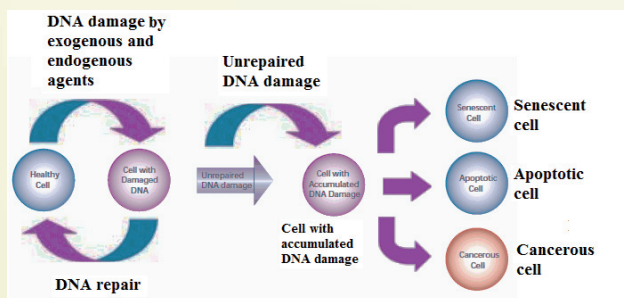 DNA damage by
exogenous and
endogenous
agents
Unrepaired
DNA damage
Healthy
Cell
Cell with
Damaged
DNA
Unrepaired
DNA damage
Cell with
Accumulated
DNA Damage
Senescent
Cell
Senescent
cell
Apoptotic
Cell
Apoptotic
cell
Cancerous
Cell
Cancerous
cell
Cell with
accumulated
DNA damage
DNA repair